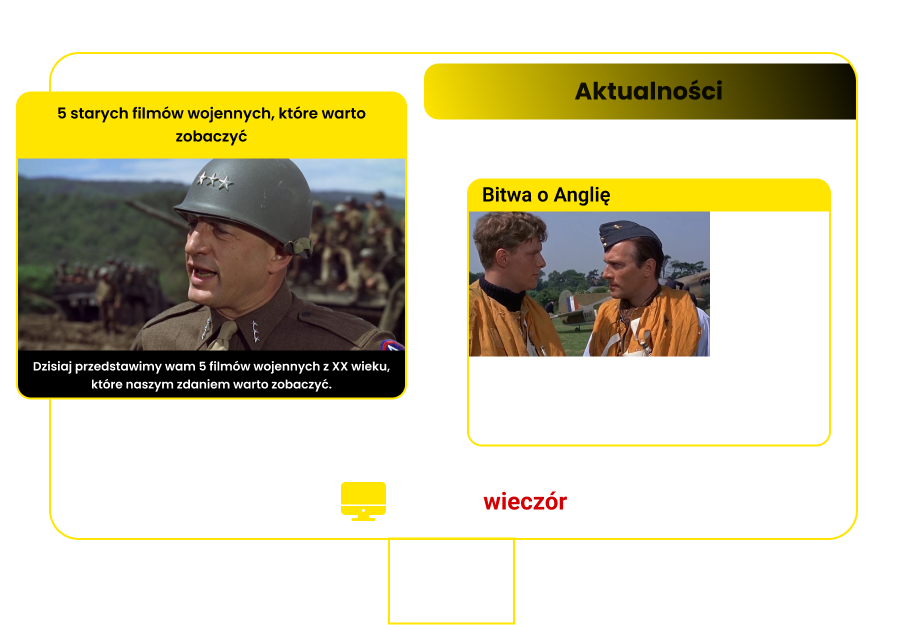 Aktualności
5 starych filmów wojennych, które warto
zobaczyć
Dzisiaj przedstawimy wam 5 filmów wojennych z XX wieku,
które naszym zdaniem warto zobaczyć.
Bitwa o Anglię
wieczór